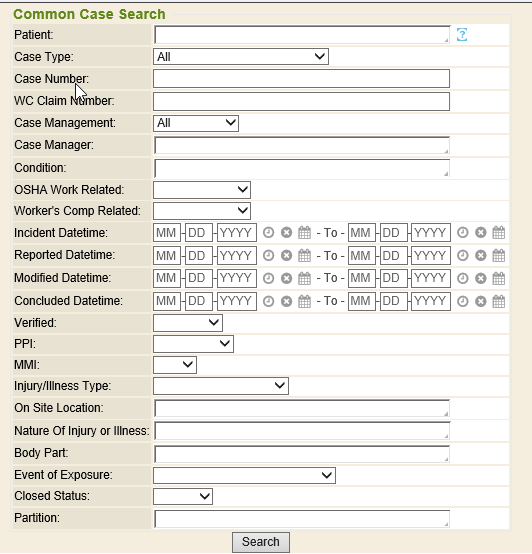 Common Case Search
Patient:
Case Type: All
Case Number:
WC Claim Number:
Case Management: All
Case Manager:
Condition:
OSHA Work Related:
Worker's Comp Related:
Incident Datetime: MM - DD - YYYY - To - MM - DD - YYYY
Reported Datetime: MM - DD - YYYY - To - MM - DD - YYYY
Modified Datetime: MM - DD - YYYY - To - MM - DD - YYYY
Concluded Datetime: MM - DD - YYYY - To - MM - DD - YYYY
Verified:
PPI:
MMI:
Injury/Illness Type:
On Site Location:
Nature Of Injury or Illness:
Body Part:
Event of Exposure:
Closed Status:
Partition:
Search